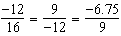 -12/16 = 9/-12 = -6.75/9